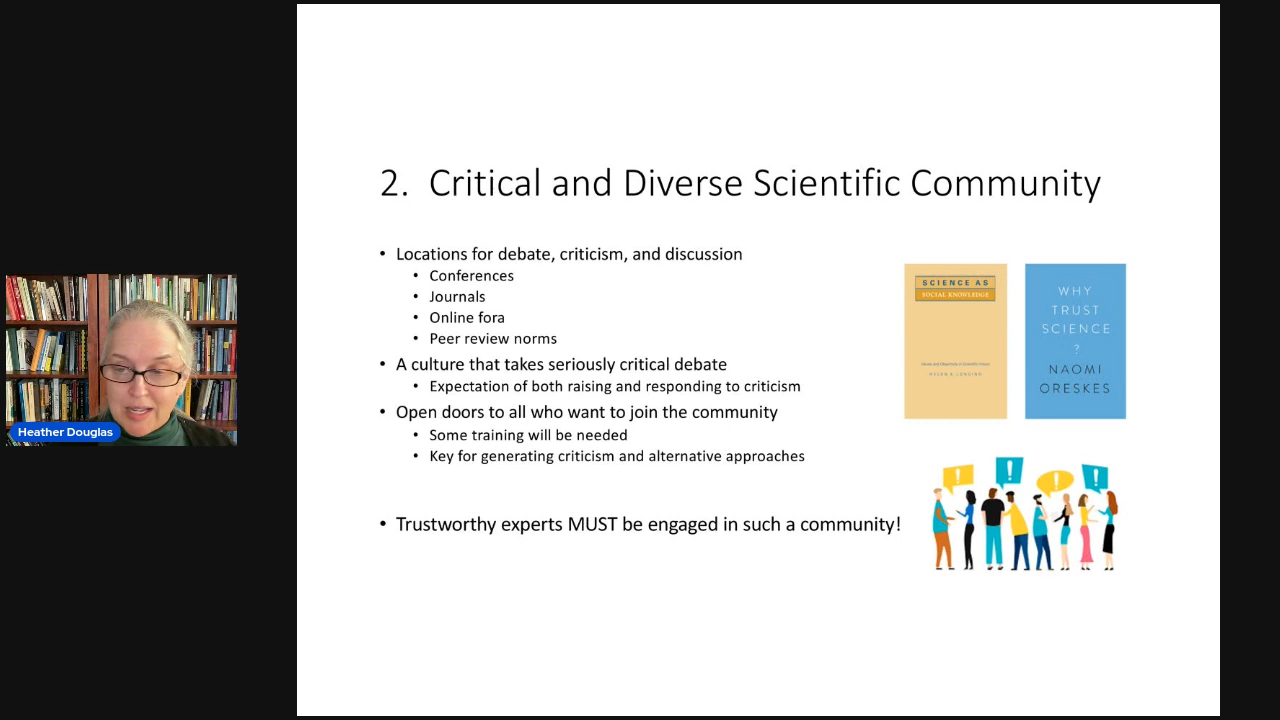 2. Critical and Diverse Scientific Community
• Locations for debate, criticism, and discussion
• Conferences
• Journals
• Online fora
• Peer review norms
• A culture that takes seriously critical debate
• Expectation of both raising and responding to criticism
• Open doors to all who want to join the community
• Some training will be needed
• Key for generating criticism and alternative approaches
• Trustworthy experts MUST be engaged in such a community!
SCIENCE AS
SOCIAL KNOWLEDGE
HELEN E. LONGINO
WHY
TRUST
SCIENCE
?
NAOMI
ORESKES
! ! ! !
Heather Douglas